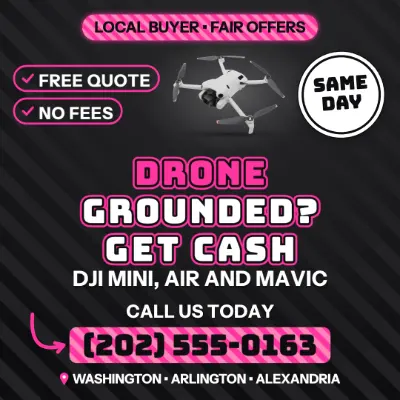 LOCAL BUYER • FAIR OFFERS
FREE QUOTE
NO FEES
SAME
DAY
DRONE
GROUNDED?
GET CASH
DJI MINI, AIR AND MAVIC
CALL US TODAY
(202) 555-0163
WASHINGTON • ARLINGTON • ALEXANDRIA